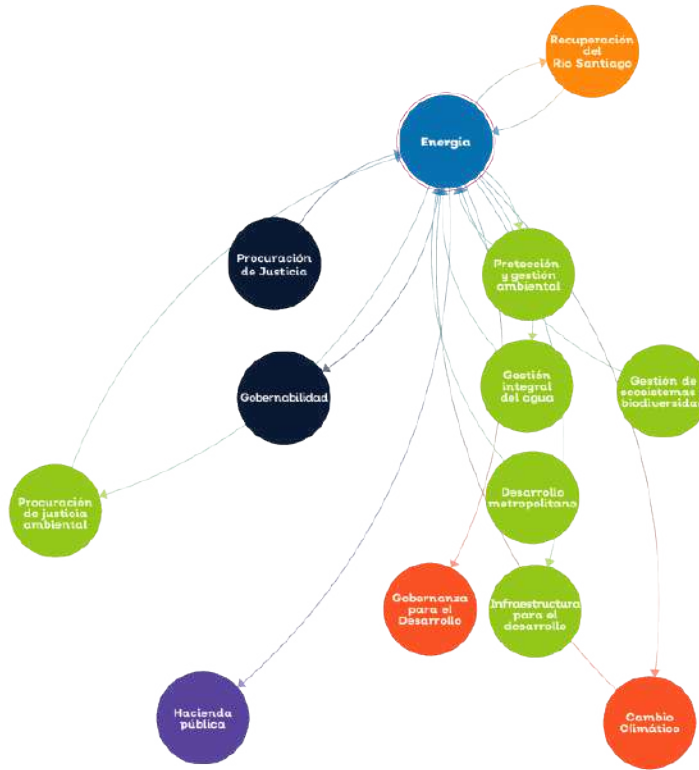 Recuperación
del
Río Santiago
Energía
Procuración
de Justicia
Protección
y gestión
ambiental
Gestión
integral
del agua
Gestión de
ecosistemas
biodiversida
Gobernabilidad
Procuración
de justicia
ambiental
Desarrollo
metropolitano
Gobernanza
para el
Desarrollo
Infraestructura
para el
desarrollo
Hacienda
pública
Cambio
Climático